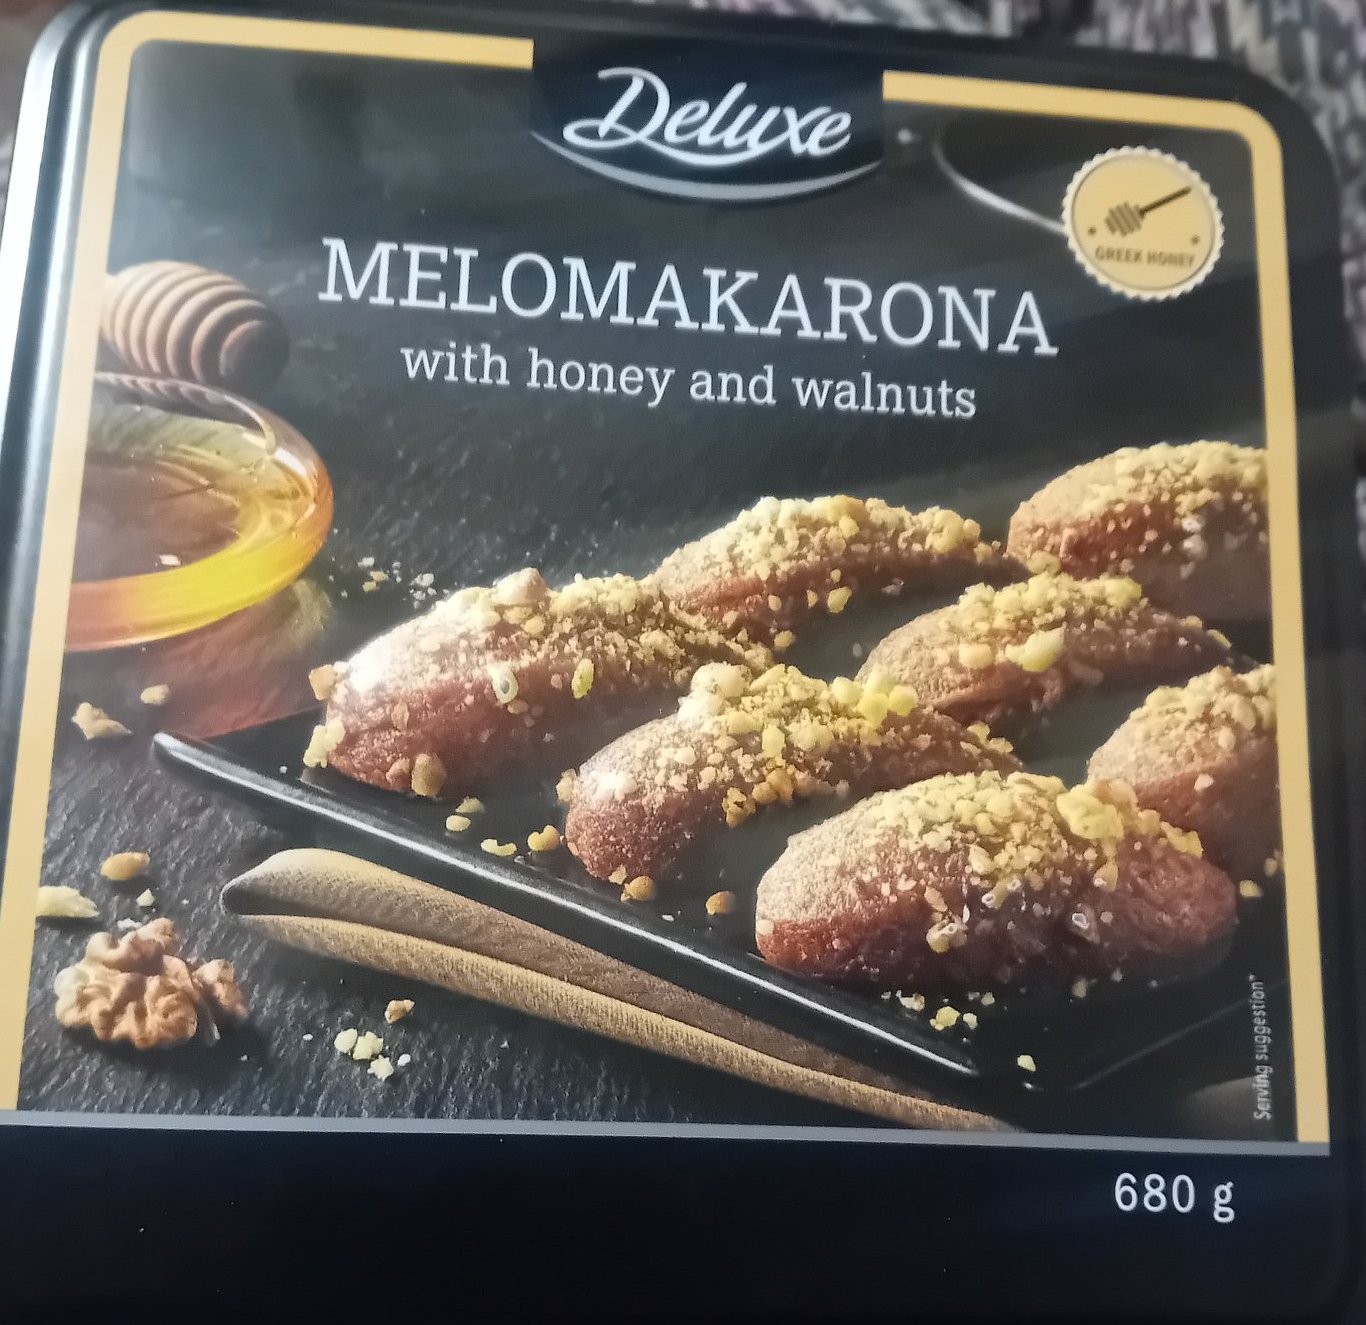 Deluxe
GREEK HONEY
MELOMAKARONA
with honey and walnuts
Serving suggestion
680 g